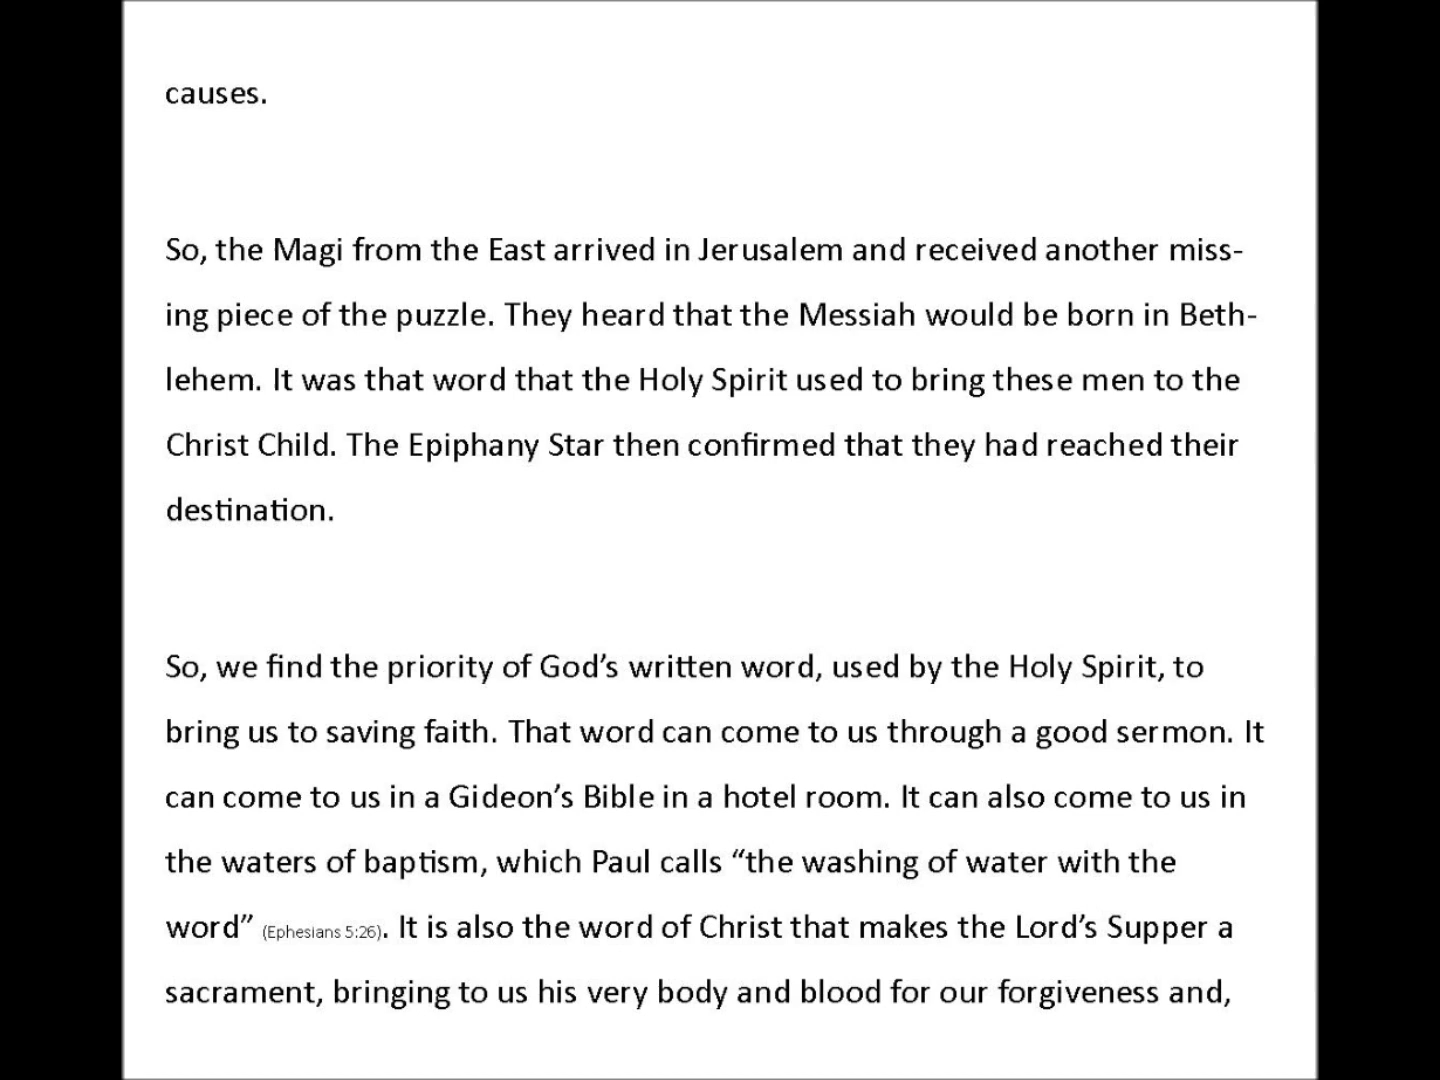 causes.
So, the Magi from the East arrived in Jerusalem and received another miss-
ing piece of the puzzle. They heard that the Messiah would be born in Beth-
lehem. It was that word that the Holy Spirit used to bring these men to the
Christ Child. The Epiphany Star then confirmed that they had reached their
destination.
So, we find the priority of God’s written word, used by the Holy Spirit, to
bring us to saving faith. That word can come to us through a good sermon. It
can come to us in a Gideon’s Bible in a hotel room. It can also come to us in
the waters of baptism, which Paul calls “the washing of water with the
word” (Ephesians 5:26). It is also the word of Christ that makes the Lord’s Supper a
sacrament, bringing to us his very body and blood for our forgiveness and,